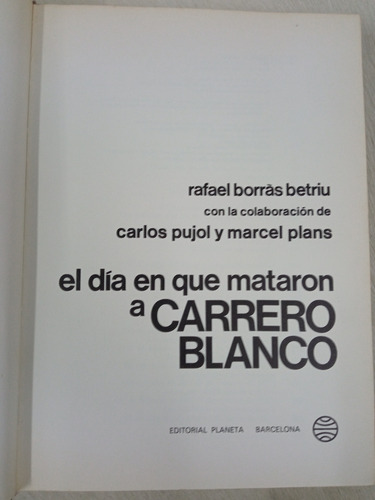 rafael borràs betriu
con la colaboración de
carlos pujol y marcel plans
el día en que mataron
a CARRERO
BLANCO
EDITORIAL PLANETA BARCELONA